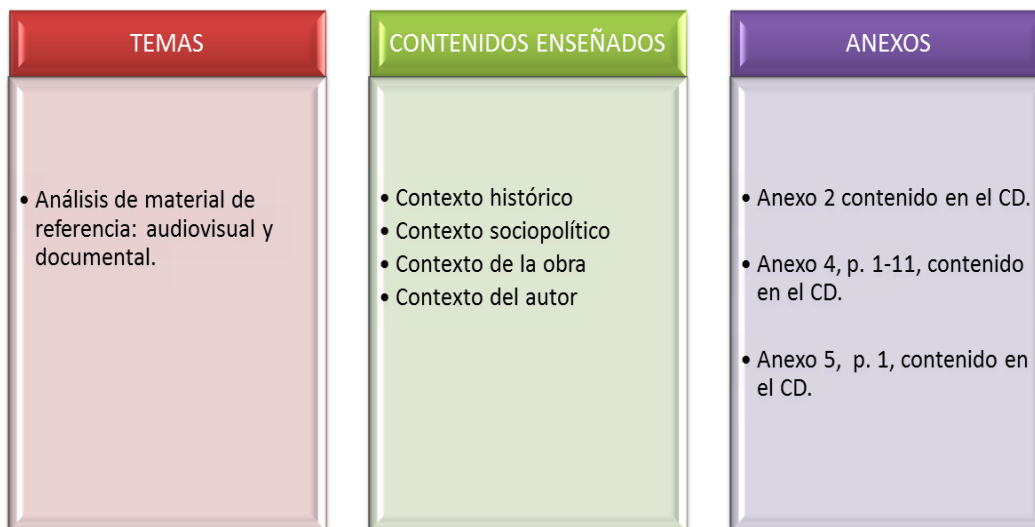 TEMAS
• Análisis de material de
referencia: audiovisual y
documental.
CONTENIDOS ENSEÑADOS
• Contexto histórico
• Contexto sociopolítico
• Contexto de la obra
• Contexto del autor
ANEXOS
• Anexo 2 contenido en el CD.
• Anexo 4, p. 1-11, contenido
en el CD.
• Anexo 5, p. 1, contenido en
el CD.